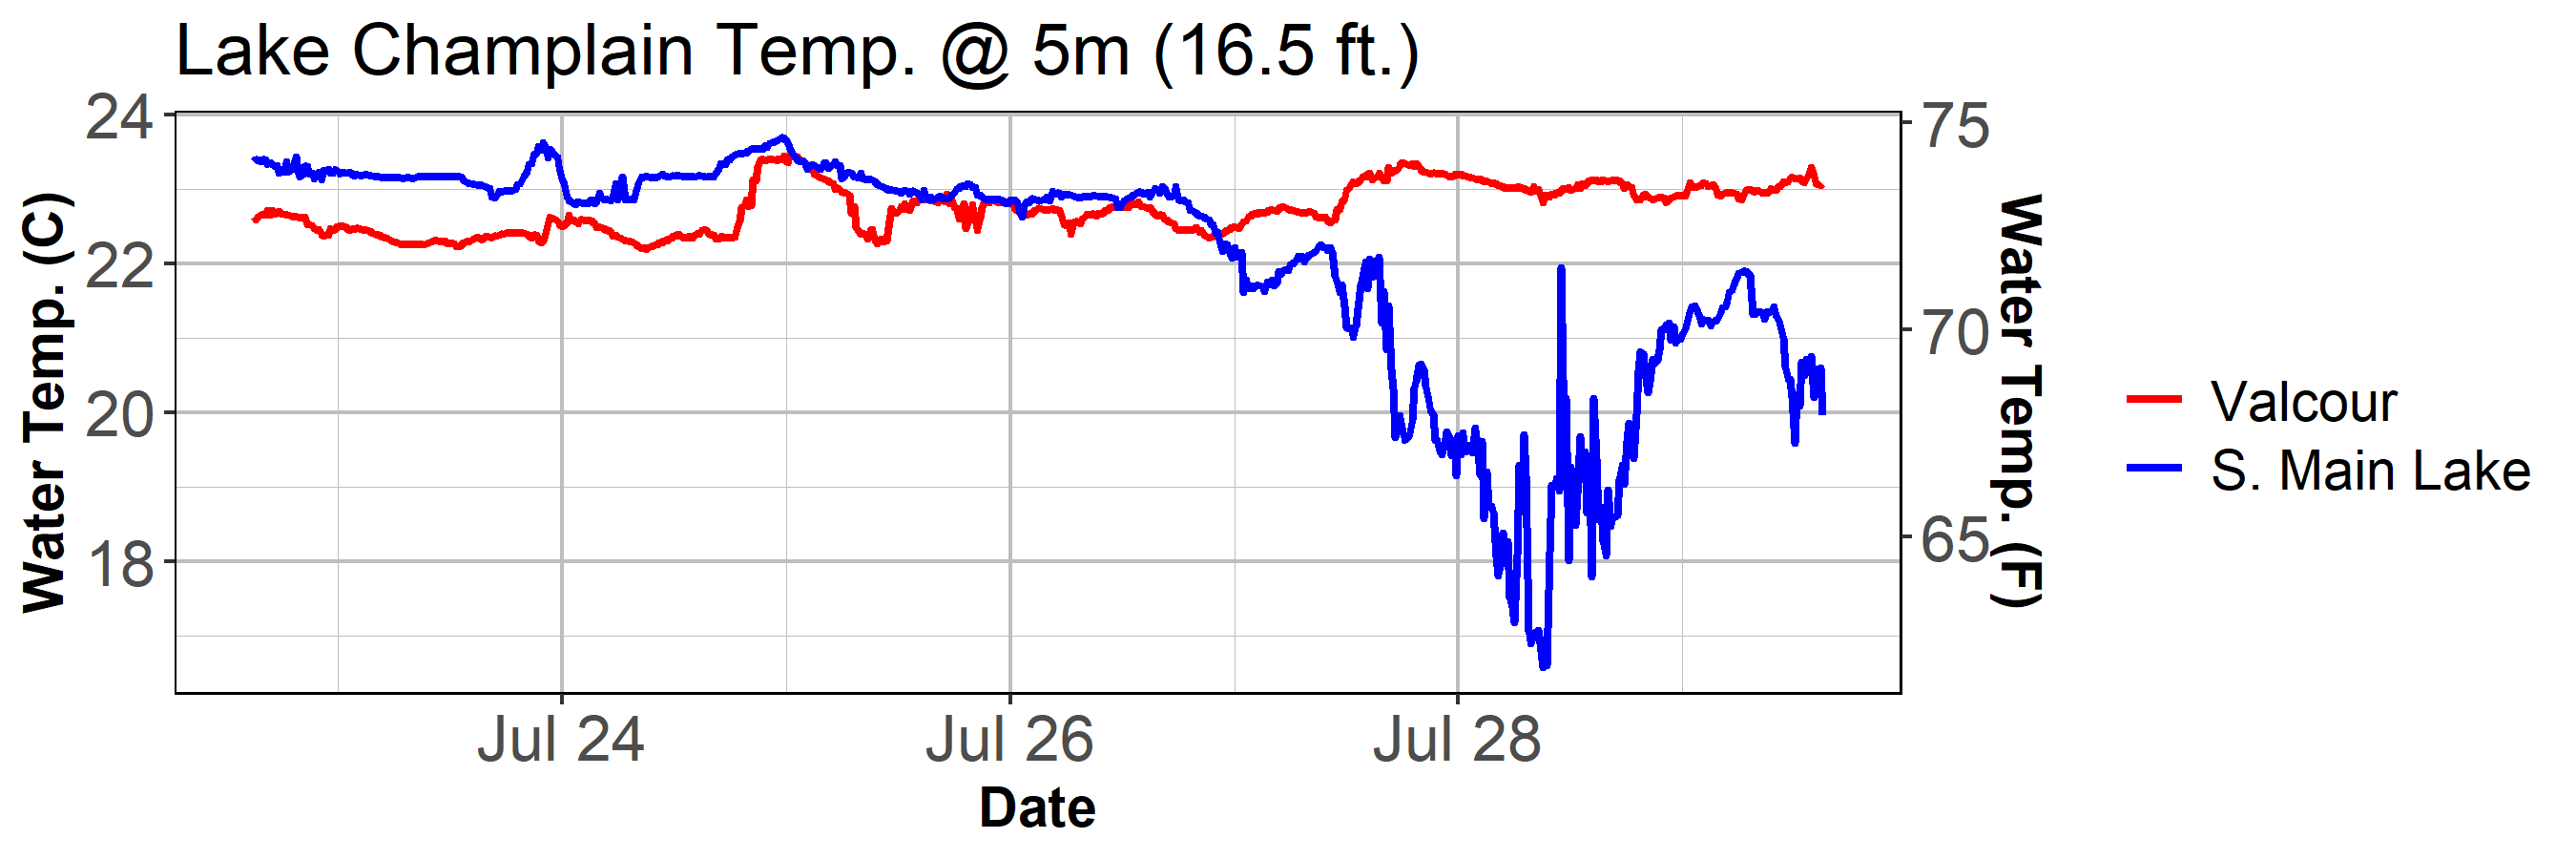 Lake Champlain Temp. @ 5m (16.5 ft.)
Water Temp. (C)
24
22
20
18
75
70
65
Water Temp. (F)
Jul 24
Jul 26
Jul 28
Date
Valcour
S. Main Lake